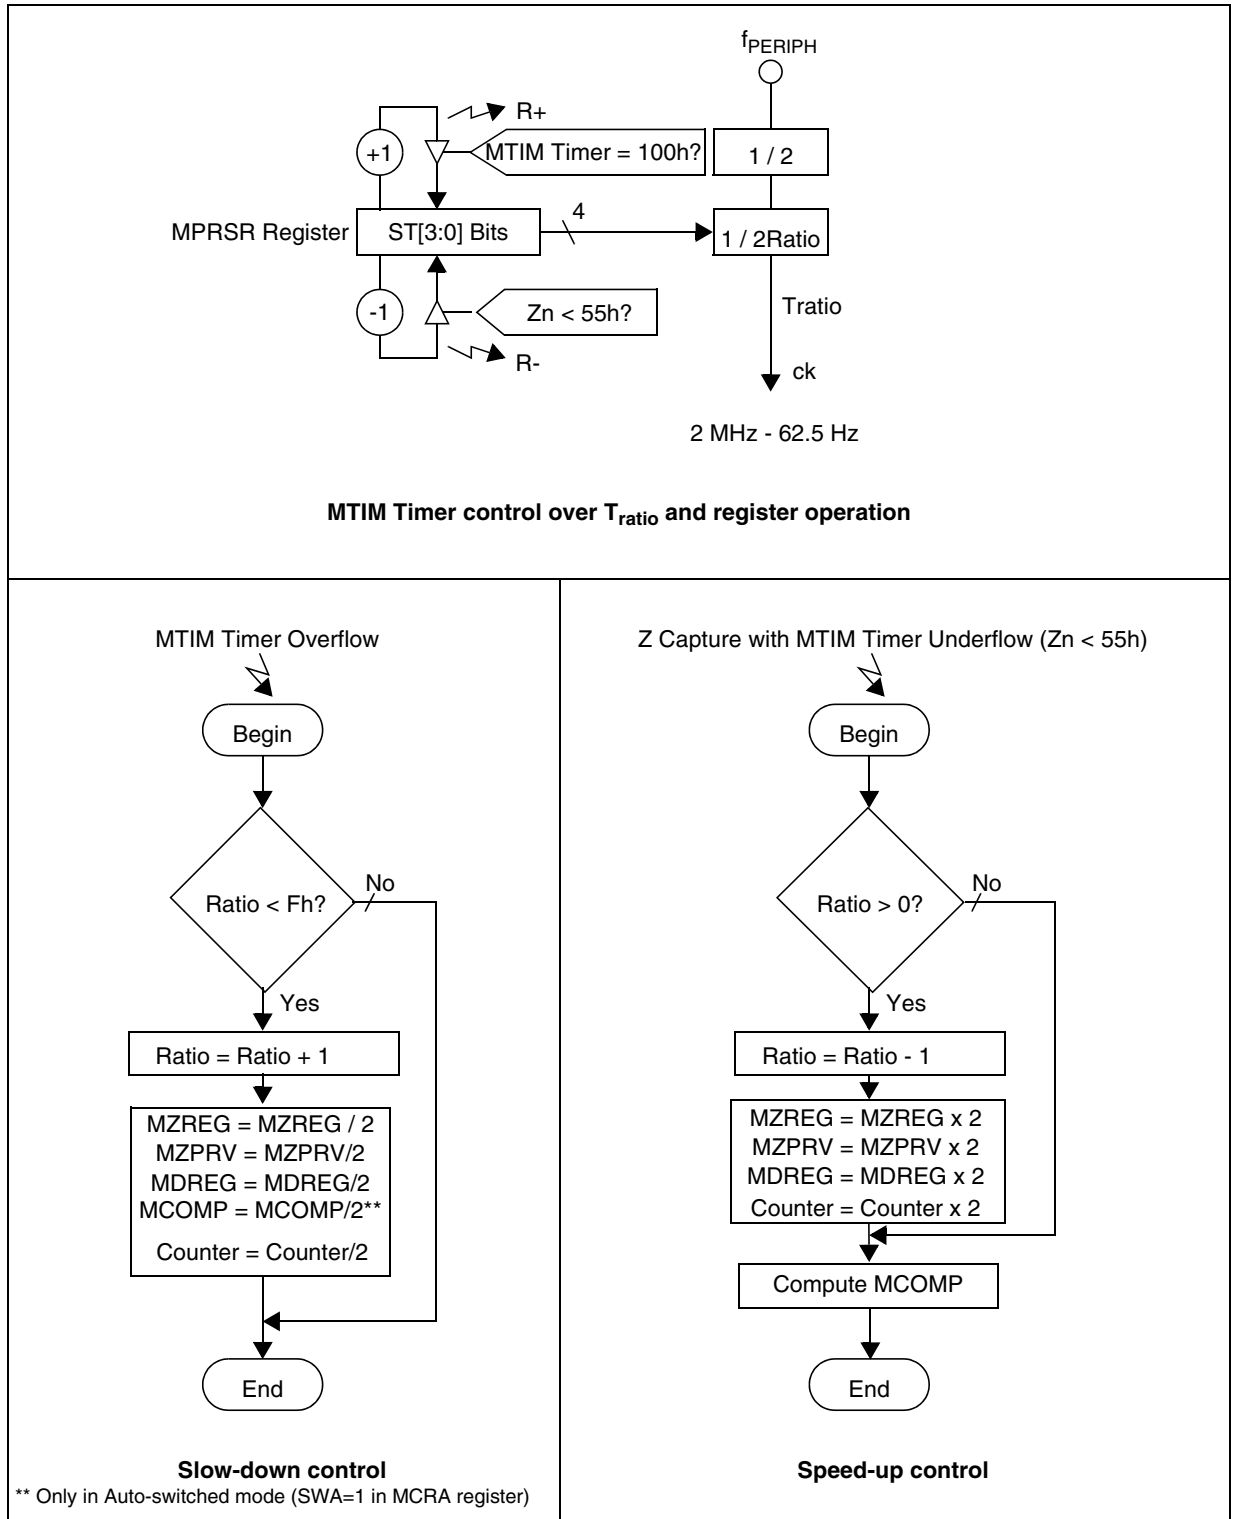 fPERIPH
R+
+1
MTIM Timer = 100h?
1 / 2
4
MPRSR Register
ST[3:0] Bits
1 / 2Ratio
-1
Zn < 55h?
Tratio
R-
ck
2 MHz - 62.5 Hz
MTIM Timer control over Tratio and register operation
MTIM Timer Overflow
Begin
Ratio < Fh?
No
Yes
Ratio = Ratio + 1
MZREG = MZREG / 2
MZPRV = MZPRV/2
MDREG = MDREG/2
MCOMP = MCOMP/2**
Counter = Counter/2
End
Slow-down control
** Only in Auto-switched mode (SWA=1 in MCRA register)
Z Capture with MTIM Timer Underflow (Zn < 55h)
Begin
Ratio > 0?
No
Yes
Ratio = Ratio - 1
MZREG = MZREG x 2
MZPRV = MZPRV x 2
MDREG = MDREG x 2
Counter = Counter x 2
Compute MCOMP
End
Speed-up control